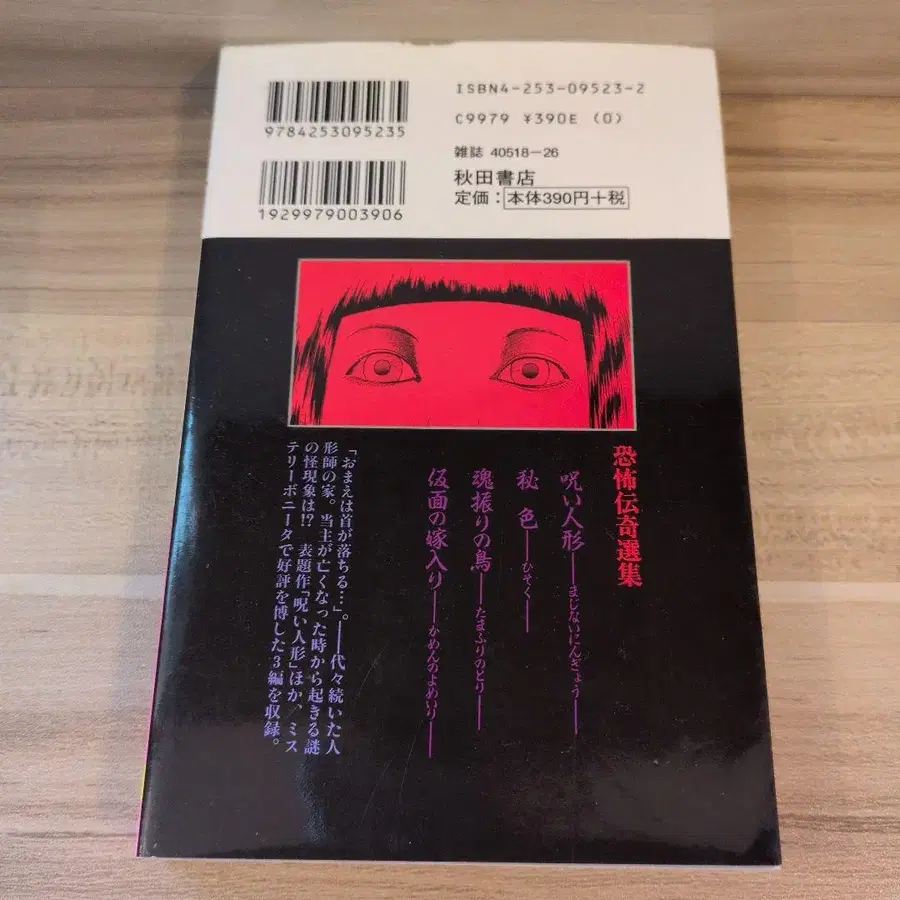 ISBN4-253-09523-2
C9979 ¥390E (0)
9784253095235
雑誌 40518-26
秋田書店
定価：本体390円+税
1929979003906
恐怖伝奇選集
呪い人形——まじないにんぎょう——
秘色——ひそく——
魂振りの鳥——たまふりのとり——
仮面の嫁入り——かめんのよめいり——
「おまえは首が落ちる…」。——代々続いた人
形師の家。当主が亡くなった時から起きる謎
の怪現象は!? 表題作「呪い人形」ほか、ミス
テリーボニータで好評を博した3編を収録。